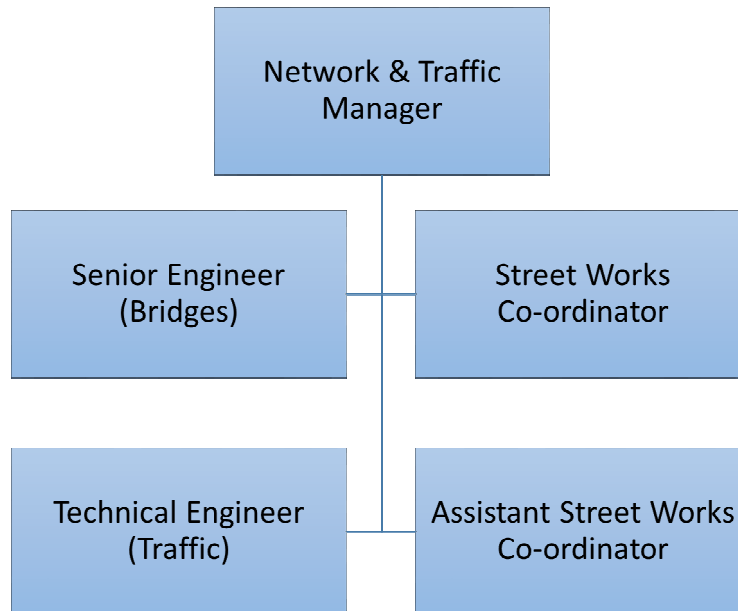 Network & Traffic
Manager
Senior Engineer
(Bridges)
Street Works
Co-ordinator
Technical Engineer
(Traffic)
Assistant Street Works
Co-ordinator